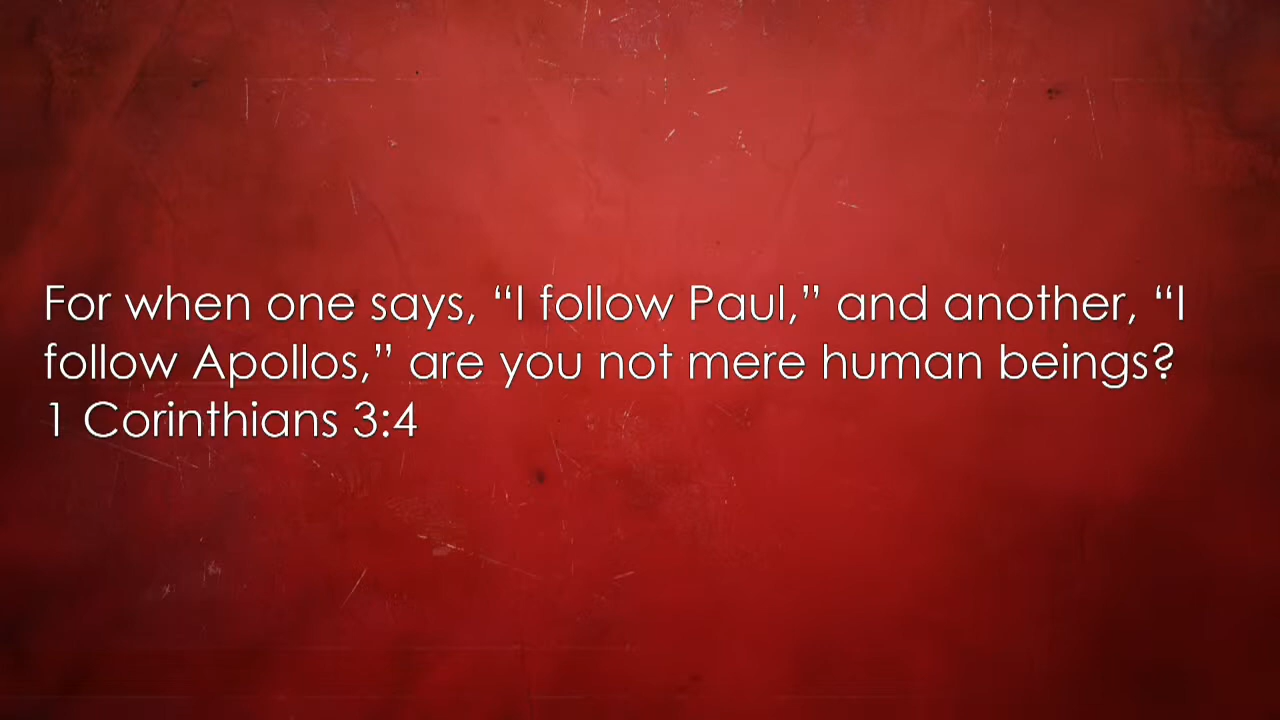 For when one says, “I follow Paul,” and another, “I
follow Apollos,” are you not mere human beings?
1 Corinthians 3:4